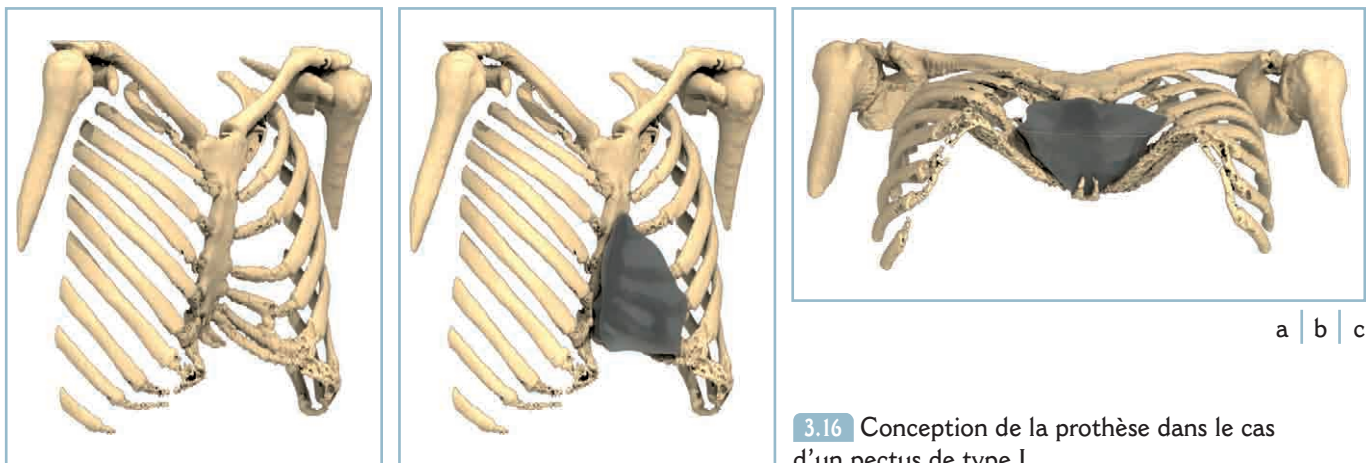 a | b | c
3.16 Conception de la prothèse dans le cas
d'un pectus de type I